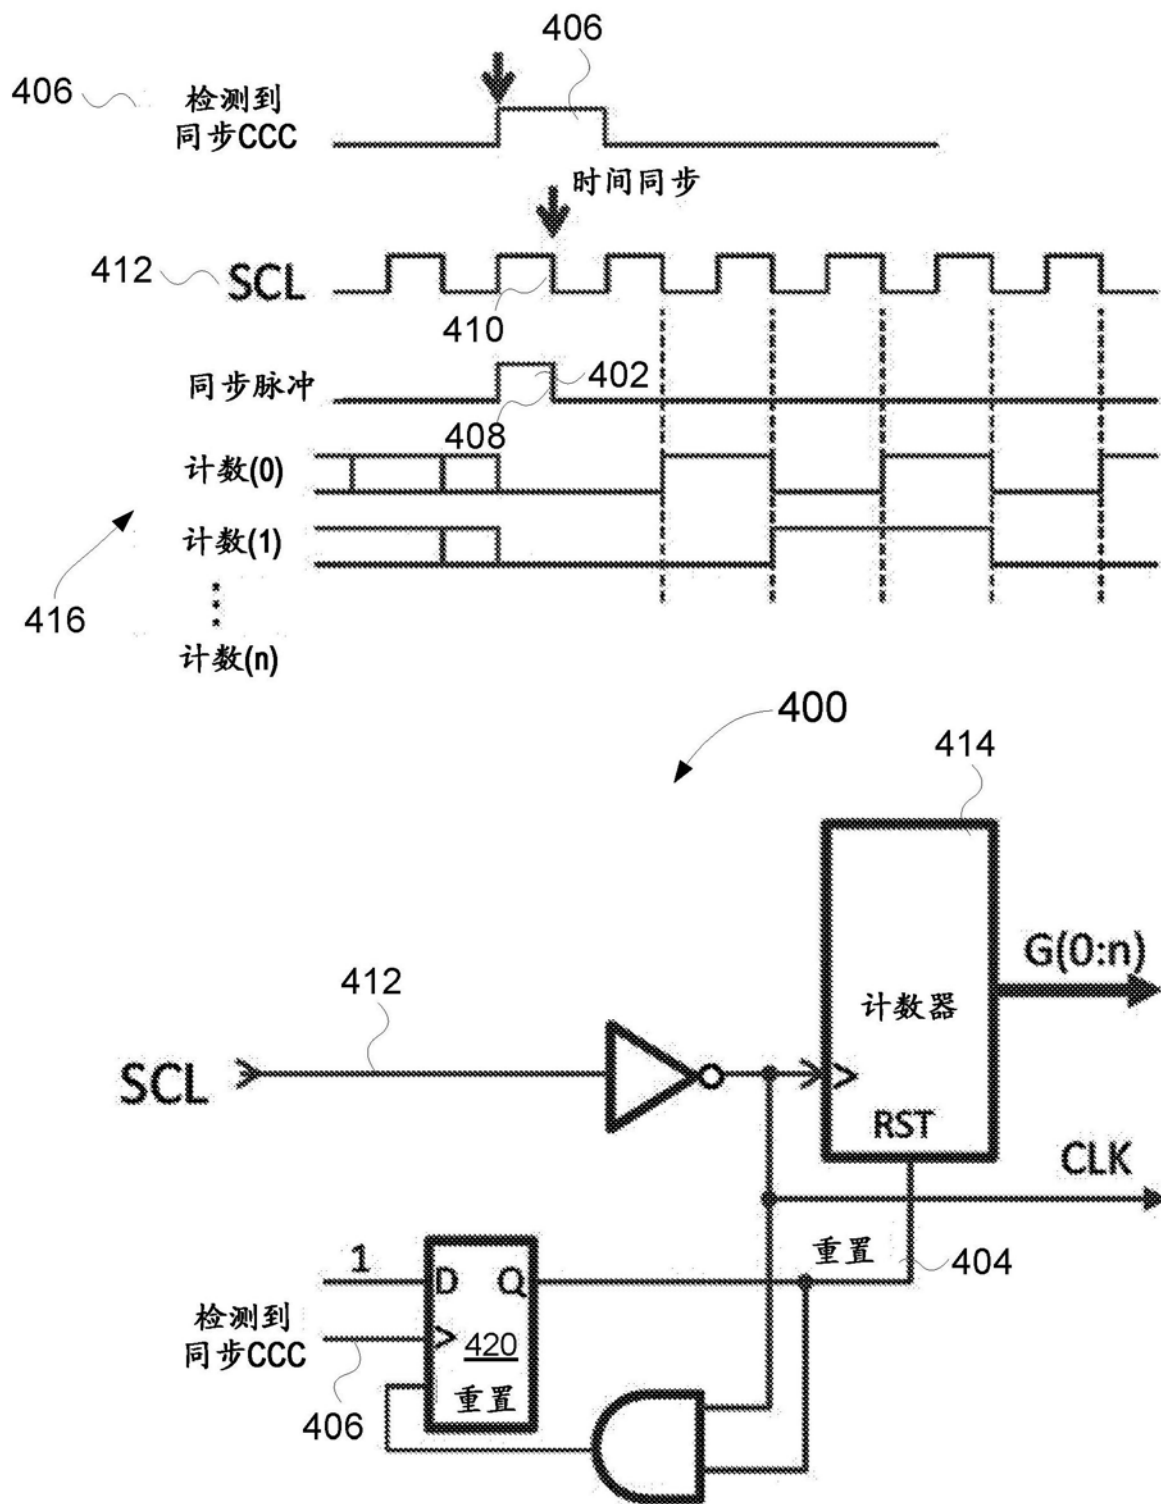 406
406
检测到
同步CCC
时间同步
412
SCL
410
同步脉冲
402
408
计数(0)
计数(1)
416
计数(n)
400
414
G(0:n)
412
计数器
SCL
RST
CLK
1
重置
404
D Q
检测到
同步CCC
420
重置
406